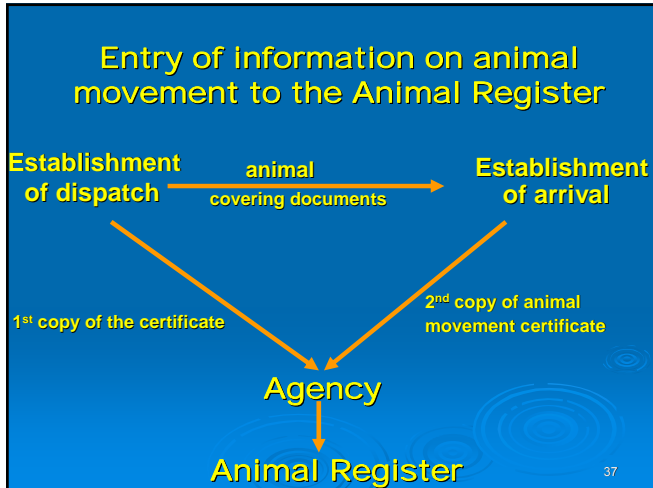 Entry of information on animal
movement to the Animal Register
Establishment
of dispatch
animal
covering documents
Establishment
of arrival
1st copy of the certificate
2nd copy of animal
movement certificate
Agency
Animal Register
37